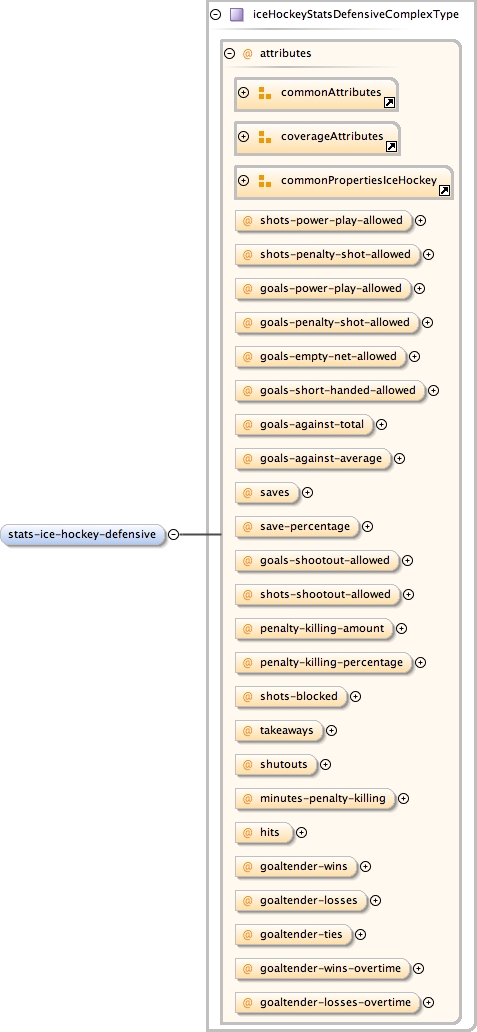 iceHockeyStatsDefensiveComplexType
@ attributes
commonAttributes
coverageAttributes
commonPropertiesIceHockey
@ shots-power-play-allowed
@ shots-penalty-shot-allowed
@ goals-power-play-allowed
@ goals-penalty-shot-allowed
@ goals-empty-net-allowed
@ goals-short-handed-allowed
@ goals-against-total
@ goals-against-average
@ saves
@ save-percentage
stats-ice-hockey-defensive
@ goals-shootout-allowed
@ shots-shootout-allowed
@ penalty-killing-amount
@ penalty-killing-percentage
@ shots-blocked
@ takeaways
@ shutouts
@ minutes-penalty-killing
@ hits
@ goaltender-wins
@ goaltender-losses
@ goaltender-ties
@ goaltender-wins-overtime
@ goaltender-losses-overtime